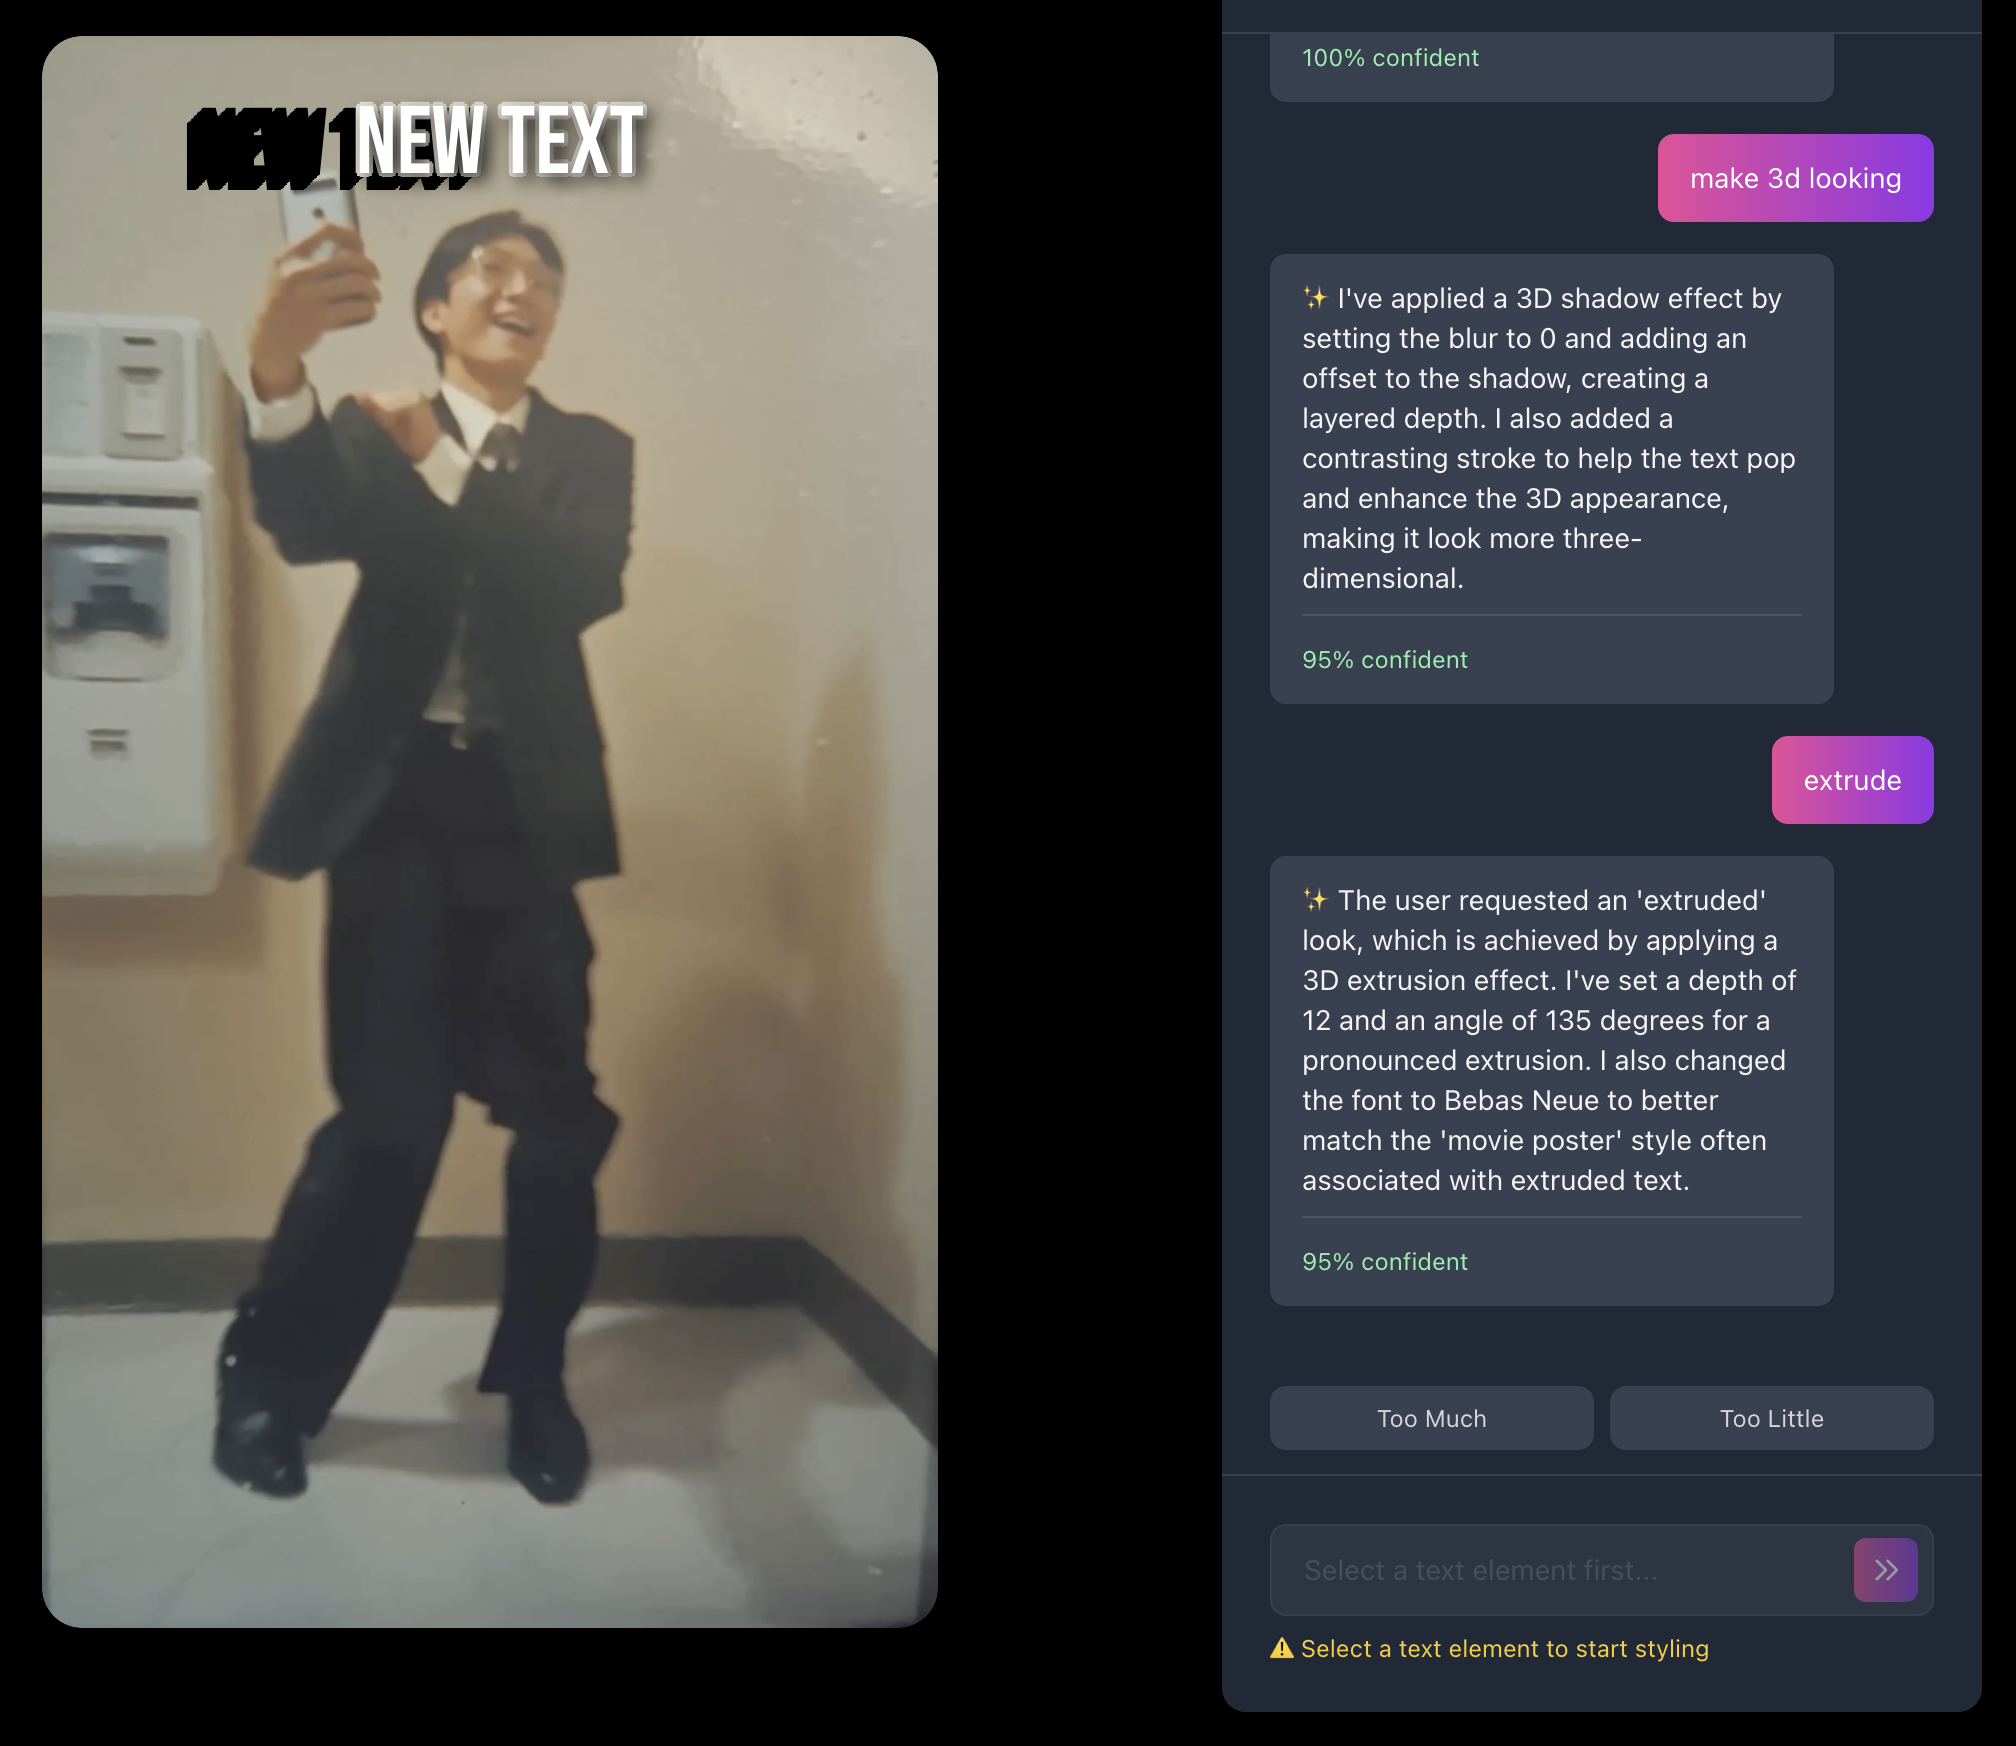 NEW TEXT
NEW TEXT
100% confident
make 3d looking
✨ I've applied a 3D shadow effect by
setting the blur to 0 and adding an
offset to the shadow, creating a
layered depth. I also added a
contrasting stroke to help the text pop
and enhance the 3D appearance,
making it look more three-
dimensional.
95% confident
extrude
✨ The user requested an 'extruded'
look, which is achieved by applying a
3D extrusion effect. I've set a depth of
12 and an angle of 135 degrees for a
pronounced extrusion. I also changed
the font to Bebas Neue to better
match the 'movie poster' style often
associated with extruded text.
95% confident
Too Much
Too Little
Select a text element first...
⚠ Select a text element to start styling